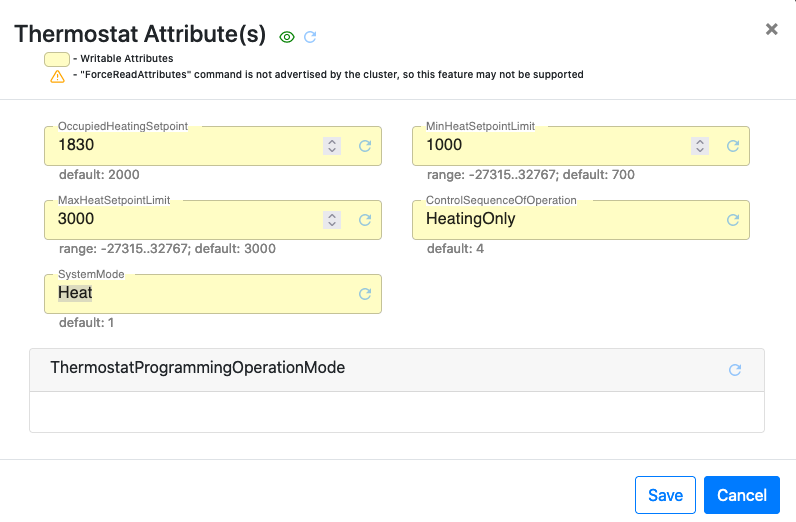 Thermostat Attribute(s)
- Writable Attributes
- "ForceReadAttributes" command is not advertised by the cluster, so this feature may not be supported
OccupiedHeatingSetpoint
1830
default: 2000
MinHeatSetpointLimit
1000
range: -27315..32767; default: 700
MaxHeatSetpointLimit
3000
range: -27315..32767; default: 3000
ControlSequenceOfOperation
HeatingOnly
default: 4
SystemMode
Heat
default: 1
ThermostatProgrammingOperationMode
Save
Cancel